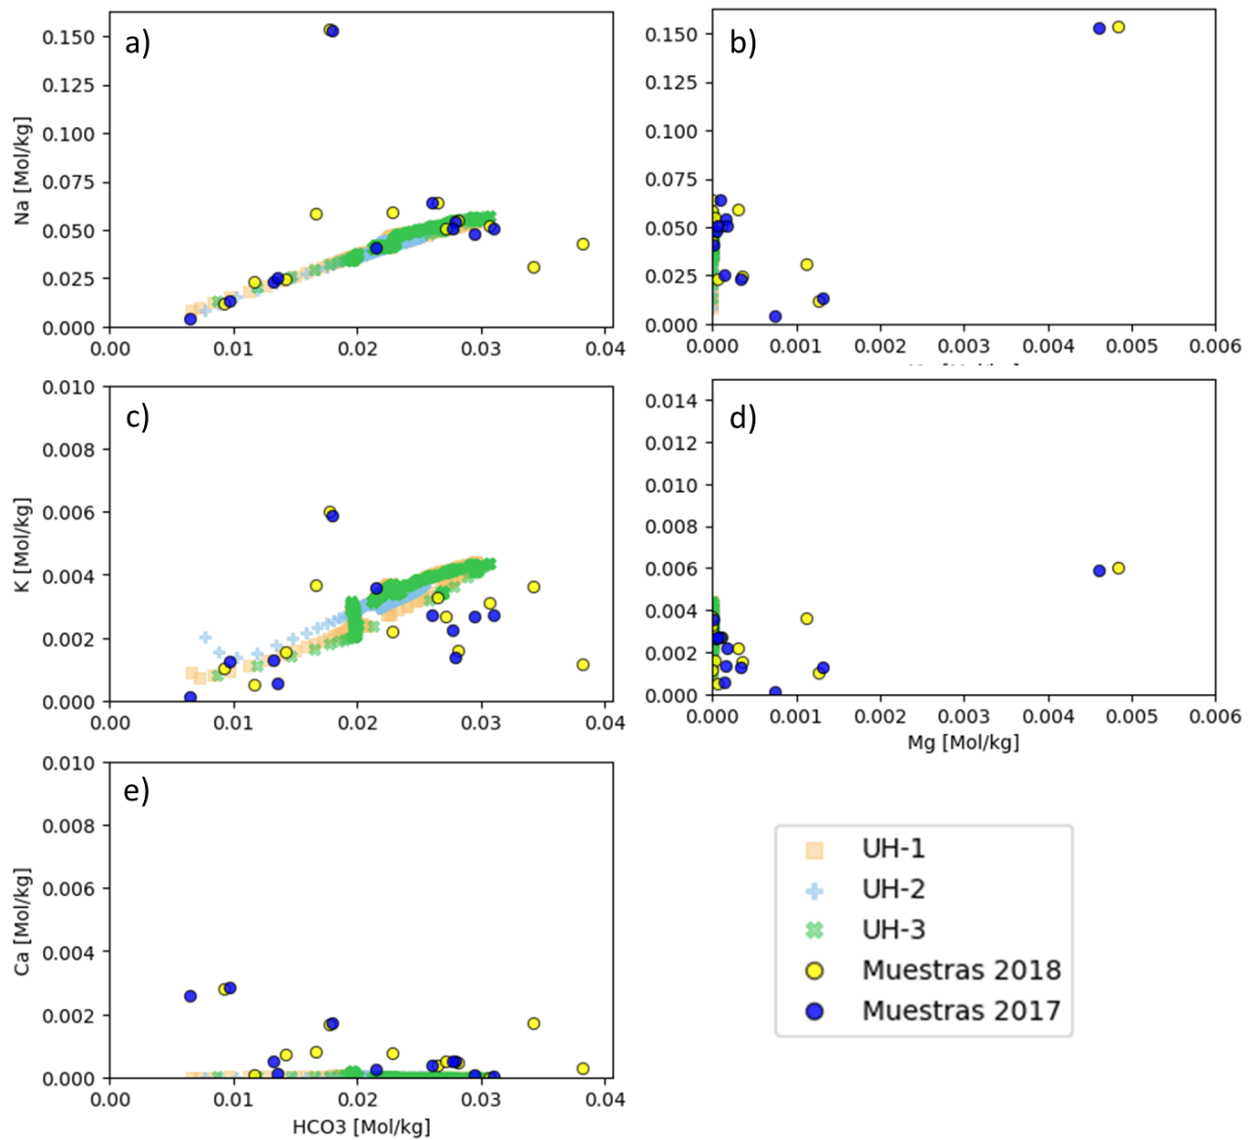 a)
0.150
0.125
0.100
0.075
0.050
0.025
0.000
Na [Mol/kg]
0.00 0.01 0.02 0.03 0.04
b)
0.150
0.125
0.100
0.075
0.050
0.025
0.000
0.000 0.001 0.002 0.003 0.004 0.005 0.006
c)
0.010
0.008
0.006
0.004
0.002
0.000
K [Mol/kg]
0.00 0.01 0.02 0.03 0.04
d)
0.014
0.012
0.010
0.008
0.006
0.004
0.002
0.000
0.000 0.001 0.002 0.003 0.004 0.005 0.006
Mg [Mol/kg]
e)
0.010
0.008
0.006
0.004
0.002
0.000
Ca [Mol/kg]
0.00 0.01 0.02 0.03 0.04
HCO3 [Mol/kg]
UH-1
UH-2
UH-3
Muestras 2018
Muestras 2017